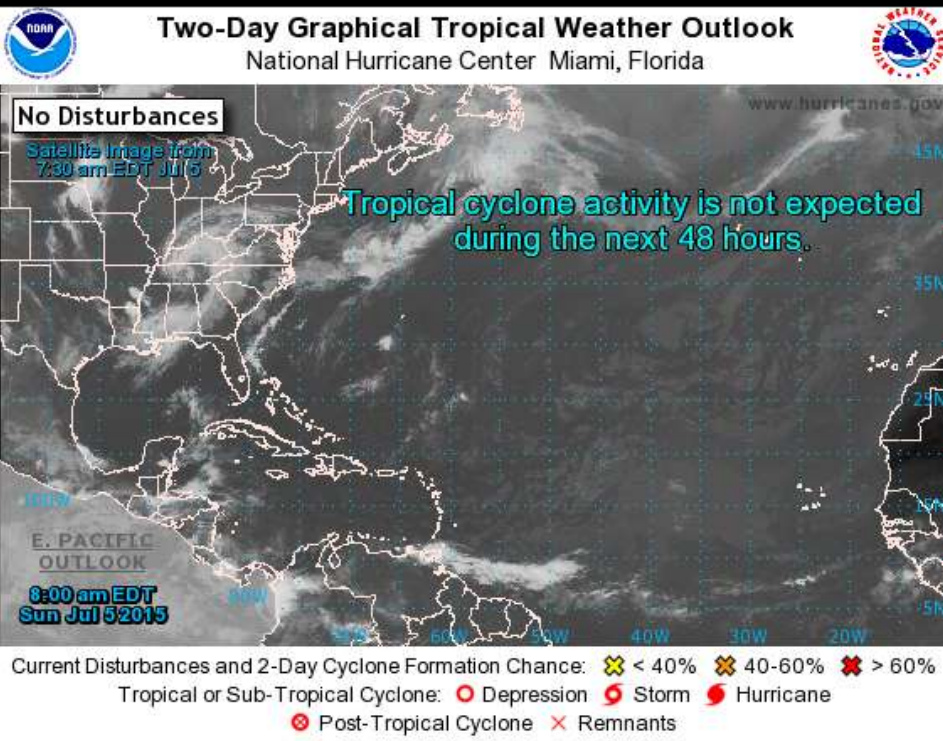 Two-Day Graphical Tropical Weather Outlook
National Hurricane Center Miami, Florida
NOAA
No Disturbances
www.hurricanes.gov
Satellite Image from
7:30 am EDT Jul 5
45N
Tropical cyclone activity is not expected
during the next 48 hours.
35N
25N
100W
15N
E. PACIFIC
OUTLOOK
8:00 am EDT
Sun Jul 5 2015
80W
5N
70W 60W 50W 40W 30W 20W
Current Disturbances and 2-Day Cyclone Formation Chance: < 40% 40-60% > 60%
Tropical or Sub-Tropical Cyclone: Depression Storm Hurricane
Post-Tropical Cyclone Remnants